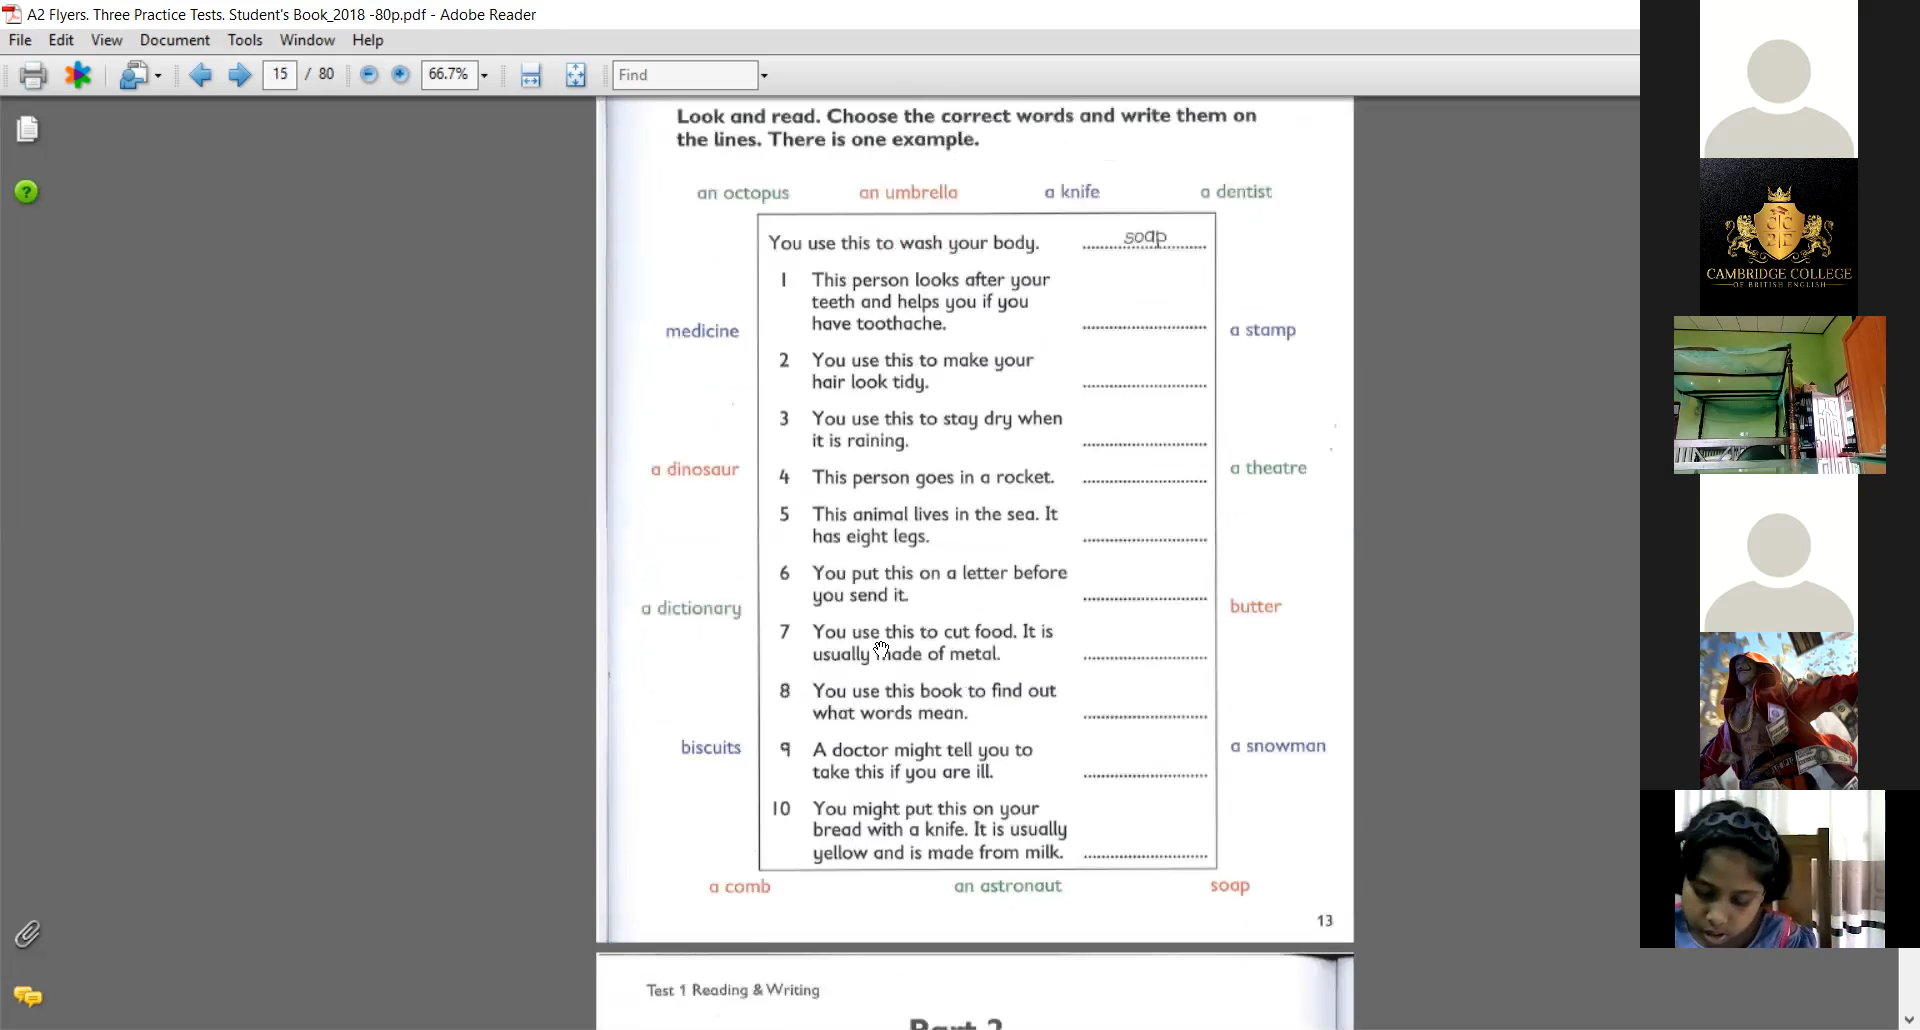 A2 Flyers. Three Practice Tests. Student's Book_2018 -80p.pdf - Adobe Reader
File Edit View Document Tools Window Help
15 / 80 66.7% Find
Look and read. Choose the correct words and write them on
the lines. There is one example.
an octopus an umbrella a knife a dentist
You use this to wash your body. soap
1 This person looks after your
teeth and helps you if you
have toothache.
medicine
a stamp
2 You use this to make your
hair look tidy.
3 You use this to stay dry when
it is raining.
a dinosaur
a theatre
4 This person goes in a rocket.
5 This animal lives in the sea. It
has eight legs.
6 You put this on a letter before
you send it.
a dictionary
butter
7 You use this to cut food. It is
usually made of metal.
8 You use this book to find out
what words mean.
biscuits
a snowman
9 A doctor might tell you to
take this if you are ill.
10 You might put this on your
bread with a knife. It is usually
yellow and is made from milk.
a comb an astronaut soap
13
Test 1 Reading & Writing
Part 2
CAMBRIDGE COLLEGE
OF BRITISH ENGLISH